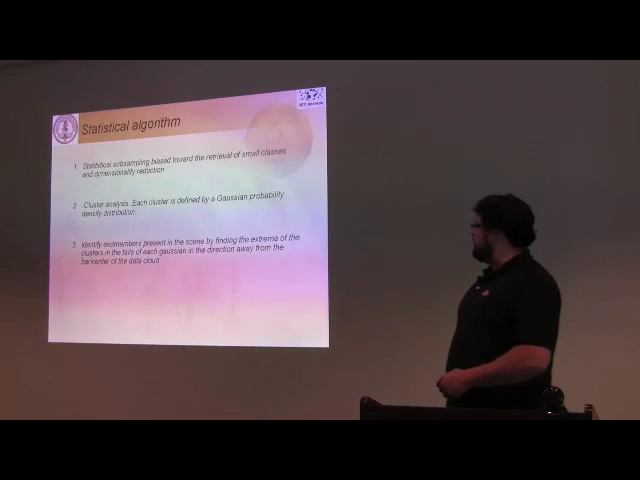 Statistical algorithm
1. Statistical subsampling biased toward the retrieval of small classes
and dimensionality reduction
2. Cluster analysis. Each cluster is defined by a Gaussian probability
density distribution.
3. Identify endmembers present in the scene by finding the extrema of the
clusters in the tails of each gaussian in the direction away from the
baricenter of the data cloud